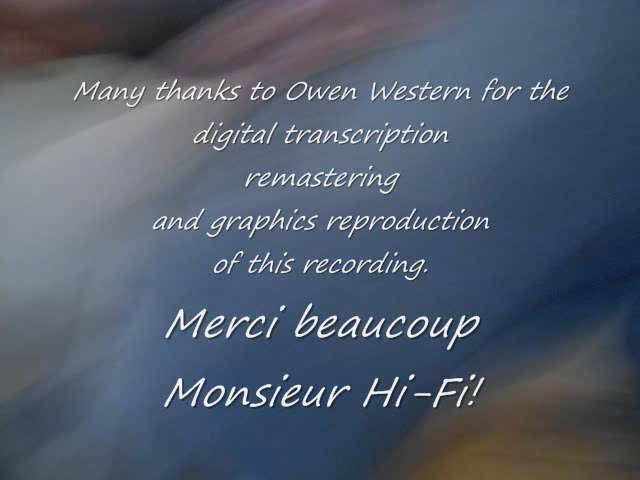 Many thanks to Owen Western for the
digital transcription
remastering
and graphics reproduction
of this recording.
Merci beaucoup
Monsieur Hi-Fi!